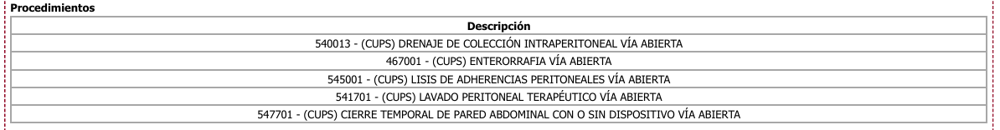 Procedimientos
Descripción
540013 - (CUPS) DRENAJE DE COLECCIÓN INTRAPERITONEAL VÍA ABIERTA
467001 - (CUPS) ENTERORRAFIA VÍA ABIERTA
545001 - (CUPS) LISIS DE ADHERENCIAS PERITONEALES VÍA ABIERTA
541701 - (CUPS) LAVADO PERITONEAL TERAPÉUTICO VÍA ABIERTA
547701 - (CUPS) CIERRE TEMPORAL DE PARED ABDOMINAL CON O SIN DISPOSITIVO VÍA ABIERTA